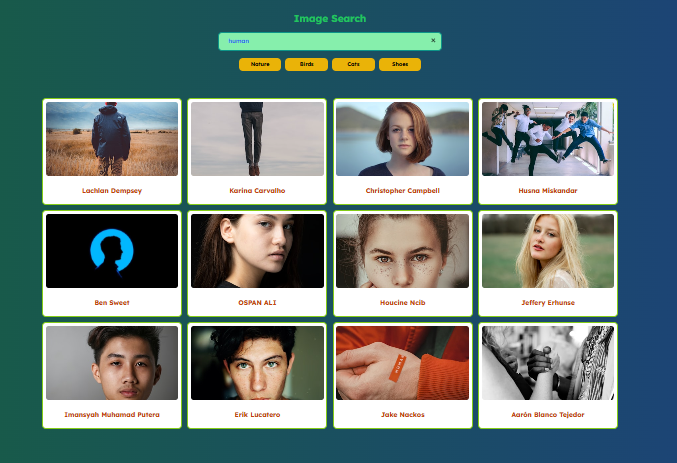 Image Search
human ×
Nature Birds Cats Shoes
Lachlan Dempsey Karina Carvalho Christopher Campbell Husna Miskandar
Ben Sweet OSPAN ALI Houcine Ncib Jeffery Erhunse
Imansyah Muhamad Putera Erik Lucatero Jake Nackos Aarón Blanco Tejedor